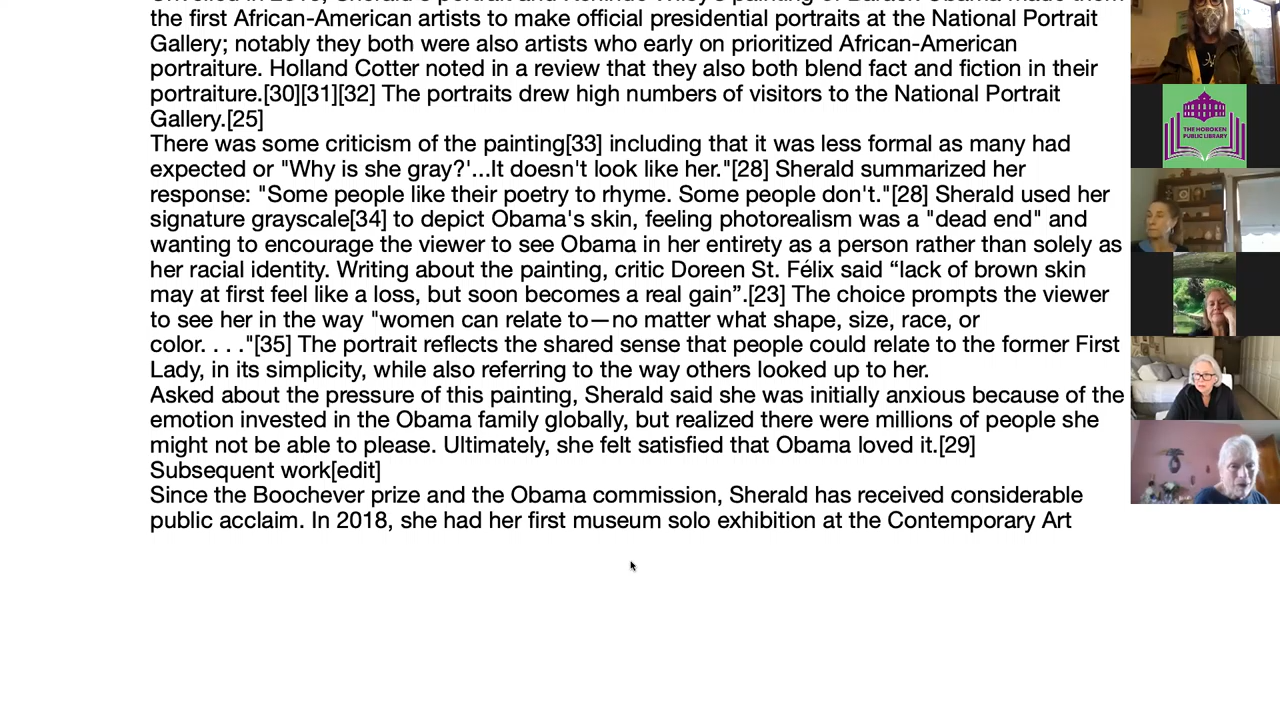 the first African-American artists to make official presidential portraits at the National Portrait
Gallery; notably they both were also artists who early on prioritized African-American
portraiture. Holland Cotter noted in a review that they also both blend fact and fiction in their
portraiture.[30][31][32] The portraits drew high numbers of visitors to the National Portrait
Gallery.[25]
There was some criticism of the painting[33] including that it was less formal as many had
expected or "Why is she gray?'...It doesn't look like her."[28] Sherald summarized her
response: "Some people like their poetry to rhyme. Some people don't."[28] Sherald used her
signature grayscale[34] to depict Obama's skin, feeling photorealism was a "dead end" and
wanting to encourage the viewer to see Obama in her entirety as a person rather than solely as
her racial identity. Writing about the painting, critic Doreen St. Félix said “lack of brown skin
may at first feel like a loss, but soon becomes a real gain”.[23] The choice prompts the viewer
to see her in the way "women can relate to—no matter what shape, size, race, or
color. . . ."[35] The portrait reflects the shared sense that people could relate to the former First
Lady, in its simplicity, while also referring to the way others looked up to her.
Asked about the pressure of this painting, Sherald said she was initially anxious because of the
emotion invested in the Obama family globally, but realized there were millions of people she
might not be able to please. Ultimately, she felt satisfied that Obama loved it.[29]
Subsequent work[edit]
Since the Boochever prize and the Obama commission, Sherald has received considerable
public acclaim. In 2018, she had her first museum solo exhibition at the Contemporary Art
THE HOBOKEN
PUBLIC LIBRARY